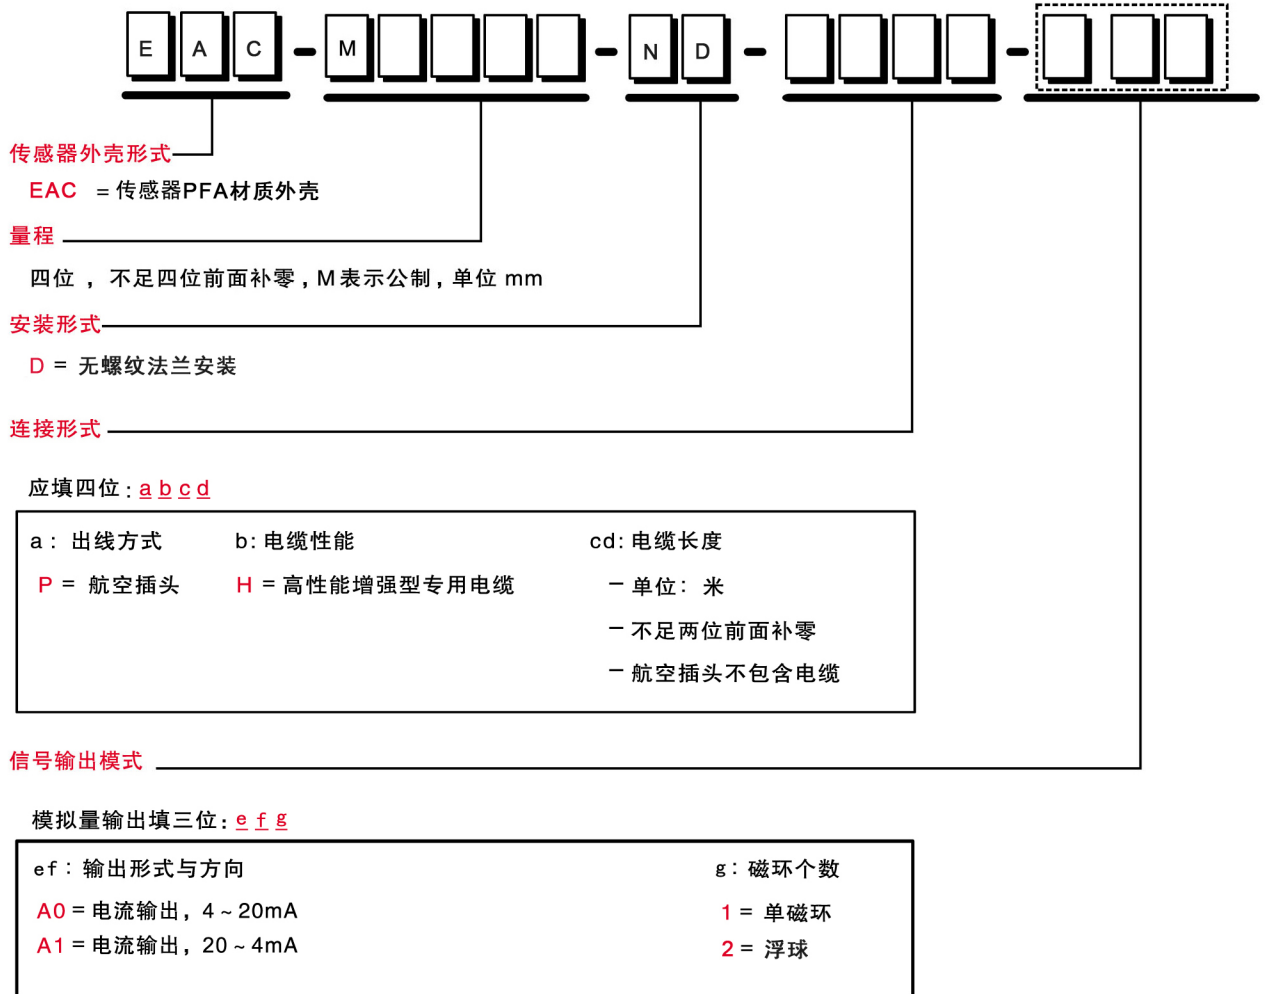 E A C - M - N D - -
传感器外壳形式
EAC = 传感器PFA材质外壳
量程
四位 ，不足四位前面补零，M 表示公制，单位 mm
安装形式
D = 无螺纹法兰安装
连接形式
应填四位：a b c d
a： 出线方式 b：电缆性能 cd：电缆长度
P = 航空插头 H = 高性能增强型专用电缆 － 单位： 米
－ 不足两位前面补零
－ 航空插头不包含电缆
信号输出模式
模拟量输出填三位：e f g
ef：输出形式与方向 g：磁环个数
A0 = 电流输出，4 ~ 20mA 1 = 单磁环
A1 = 电流输出，20 ~ 4mA 2 = 浮球